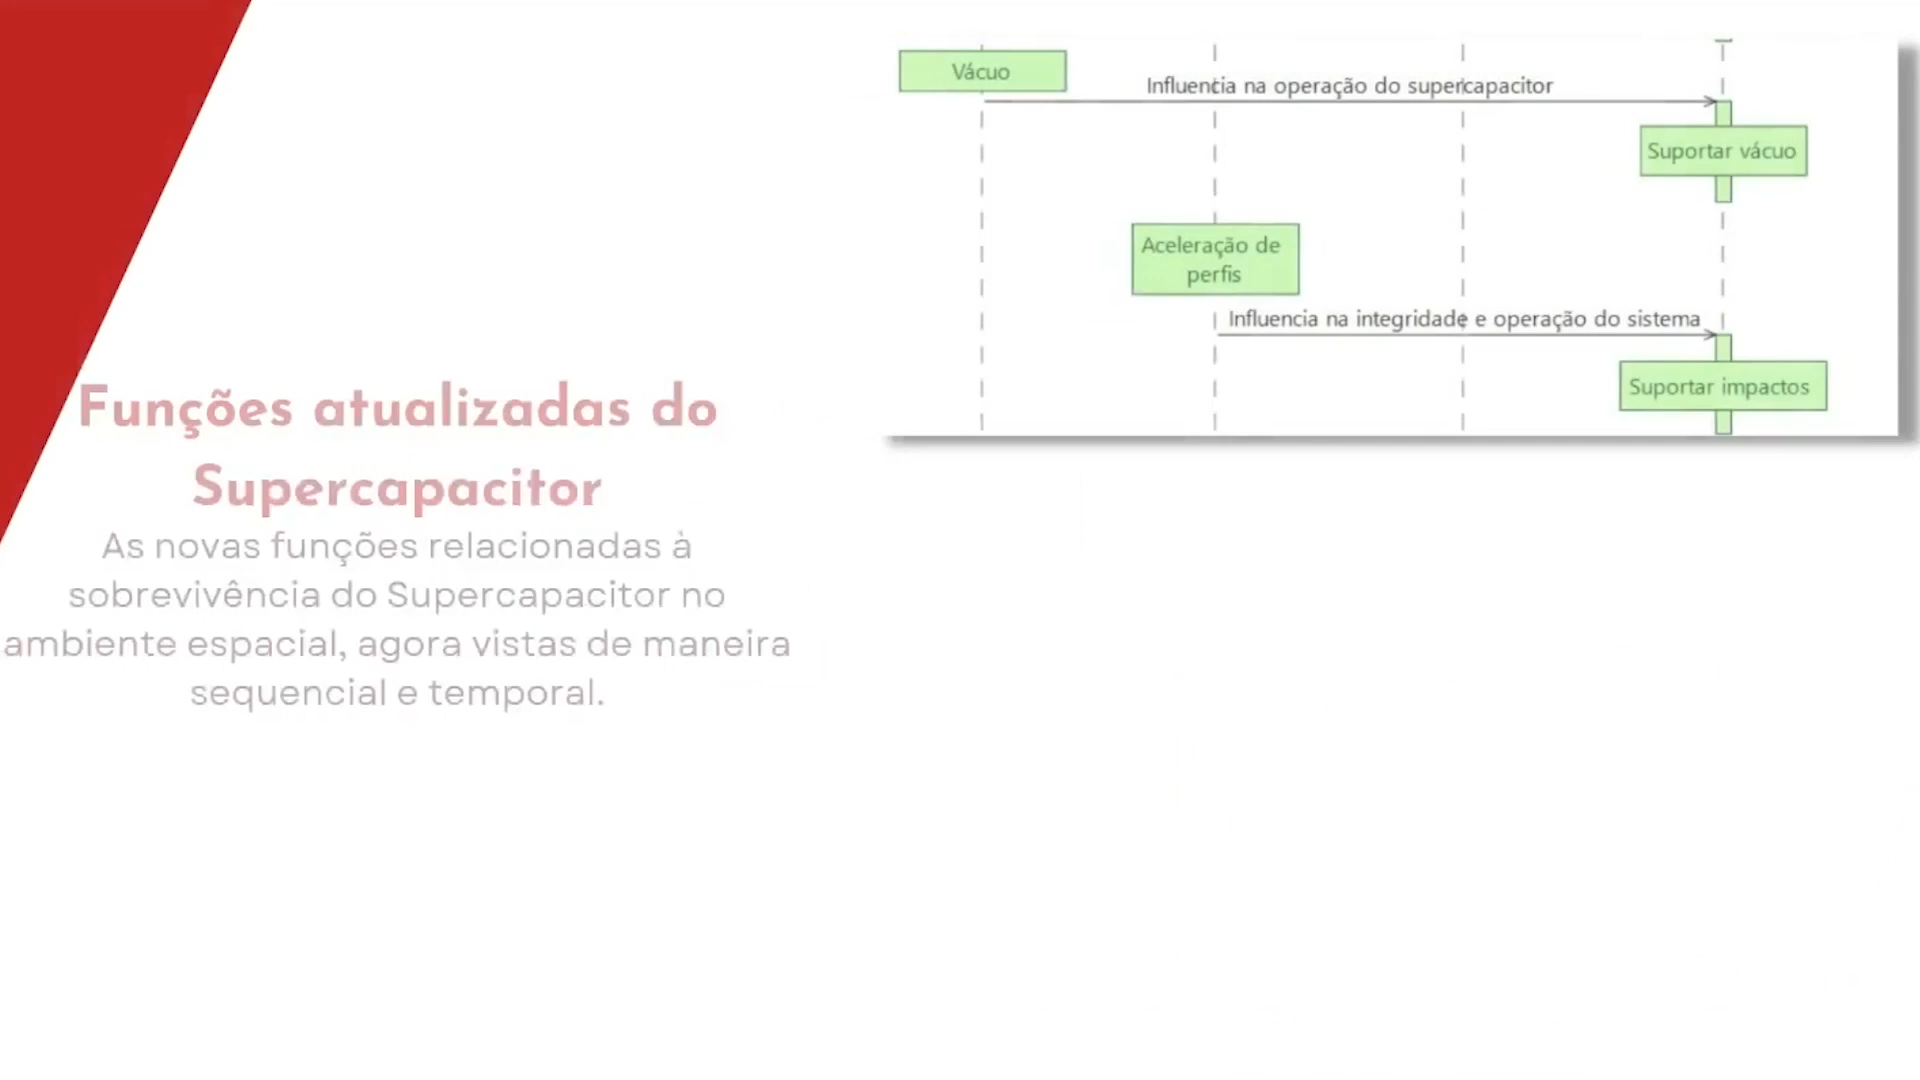 Funções atualizadas do
Supercapacitor
As novas funções relacionadas à
sobrevivência do Supercapacitor no
ambiente espacial, agora vistas de maneira
sequencial e temporal.
Vácuo
Influencia na operação do supercapacitor
Suportar vácuo
Aceleração de
perfis
Influencia na integridade e operação do sistema
Suportar impactos